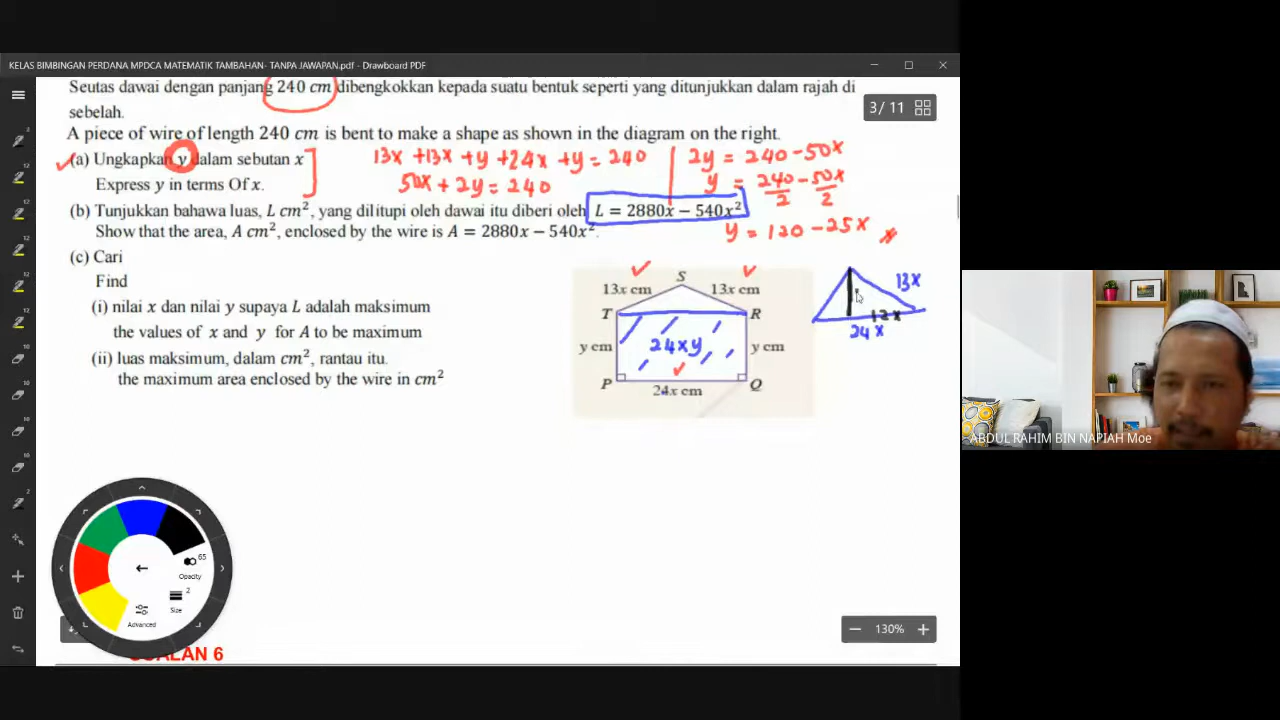 KELAS BIMBINGAN PERDANA MPDCA MATEMATIK TAMBAHAN- TANPA JAWAPAN.pdf - Drawboard PDF
Seutas dawai dengan panjang 240 cm dibengkokkan kepada suatu bentuk seperti yang ditunjukkan dalam rajah di
sebelah.
3 / 11
A piece of wire of length 240 cm is bent to make a shape as shown in the diagram on the right.
(a) Ungkapkan y dalam sebutan x
Express y in terms Of x.
13x + 13x + y + 24x + y = 240
50x + 2y = 240
2y = 240 - 50x
y = 240/2 - 50x/2
y = 120 - 25x
(b) Tunjukkan bahawa luas, L cm², yang dilitupi oleh dawai itu diberi oleh L = 2880x − 540x²
Show that the area, A cm², enclosed by the wire is A = 2880x − 540x².
(c) Cari
Find
(i) nilai x dan nilai y supaya L adalah maksimum
the values of x and y for A to be maximum
(ii) luas maksimum, dalam cm², rantau itu.
the maximum area enclosed by the wire in cm²
S
13x cm 13x cm
T R
y cm 24xy y cm
P Q
24x cm
13x
12x
24x
65
Opacity
2
Size
Advanced
130%
ABDUL RAHIM BIN NAPIAH Moe